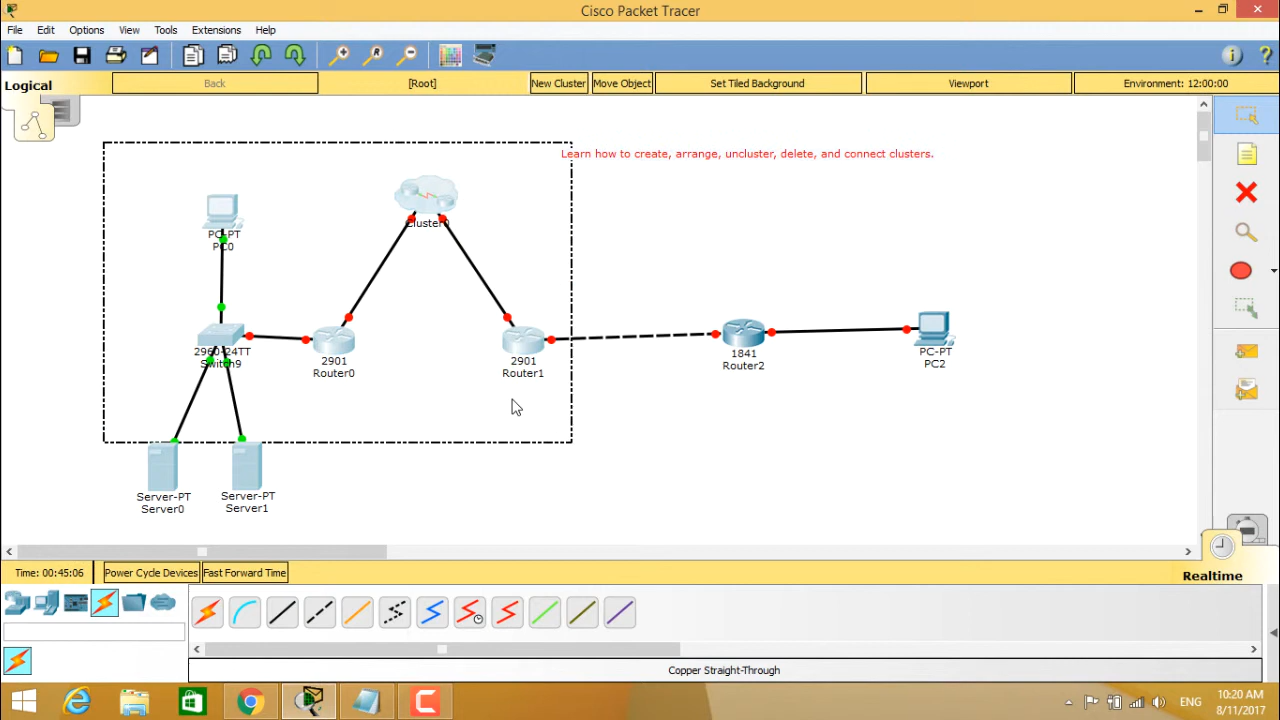 Cisco Packet Tracer
File Edit Options View Tools Extensions Help
Logical
Back
[Root]
New Cluster
Move Object
Set Tiled Background
Viewport
Environment: 12:00:00
Learn how to create, arrange, uncluster, delete, and connect clusters.
Cluster0
PC-PT
PC0
2960-24TT
Switch9
2901
Router0
2901
Router1
1841
Router2
PC-PT
PC2
Server-PT
Server0
Server-PT
Server1
Time: 00:45:06
Power Cycle Devices
Fast Forward Time
Realtime
Copper Straight-Through
ENG
10:20 AM
8/11/2017